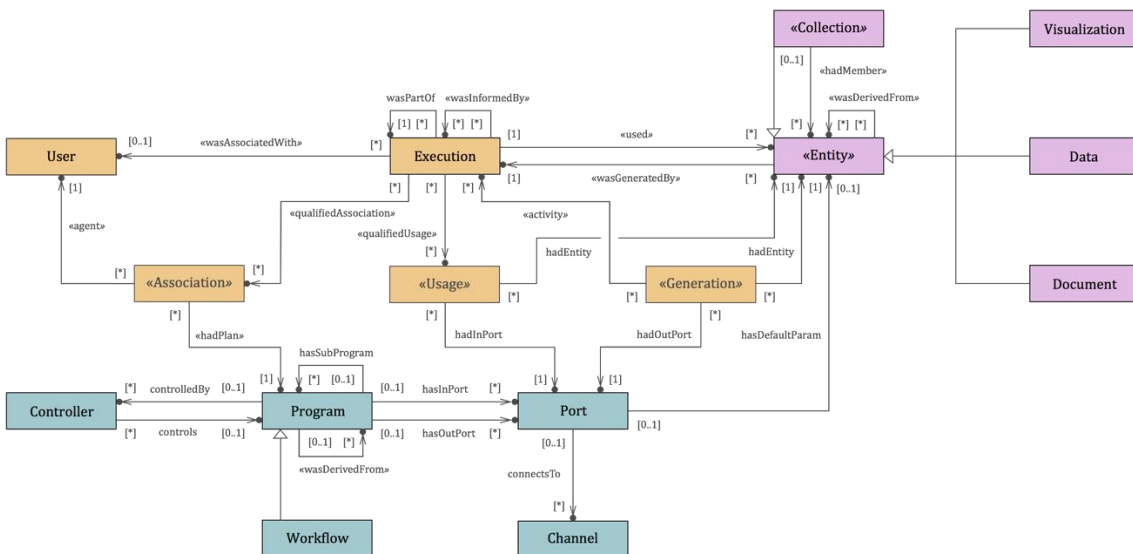 «Collection»
Visualization
[0..1]
«hadMember»
wasPartOf
«wasInformedBy»
«wasDerivedFrom»
[1] [*]
[*] [*]
[*]
[*] [*]
[0..1]
«wasAssociatedWith»
[*]
[1]
«used»
[*]
User
Execution
«Entity»
Data
[1]
[*]
[*]
[*]
[1]
«wasGeneratedBy»
[*]
[1]
[1]
[0..1]
«agent»
«qualifiedAssociation»
«activity»
«qualifiedUsage»
[*]
hadEntity
hadEntity
[*]
[*]
«Association»
«Usage»
«Generation»
Document
[*]
[*]
[*]
[*]
[*]
[*]
[*]
«hadPlan»
hadInPort
hadOutPort
hasDefaultParam
hasSubProgram
[*]
controlledBy
[0..1]
[1]
[*]
[0..1]
[0..1]
hasInPort
[*]
[1]
[1]
Controller
Program
Port
[*]
controls
[0..1]
[0..1]
[*]
[0..1]
hasOutPort
[*]
[0..1]
[0..1]
«wasDerivedFrom»
connectsTo
[*]
Workflow
Channel